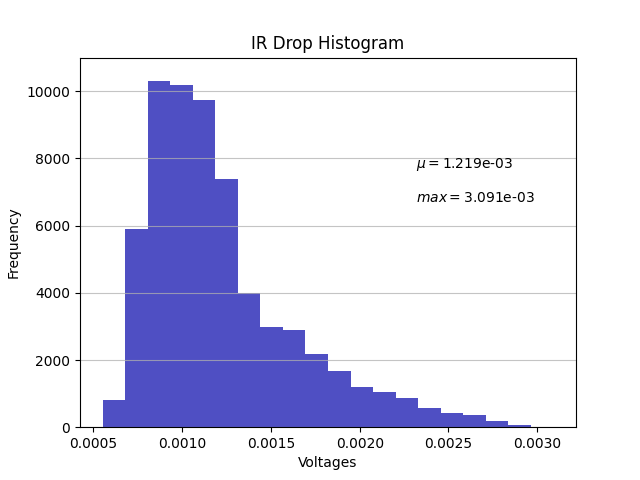 IR Drop Histogram
10000
8000
6000
4000
2000
0
Frequency
μ = 1.219e-03
max = 3.091e-03
0.0005 0.0010 0.0015 0.0020 0.0025 0.0030
Voltages